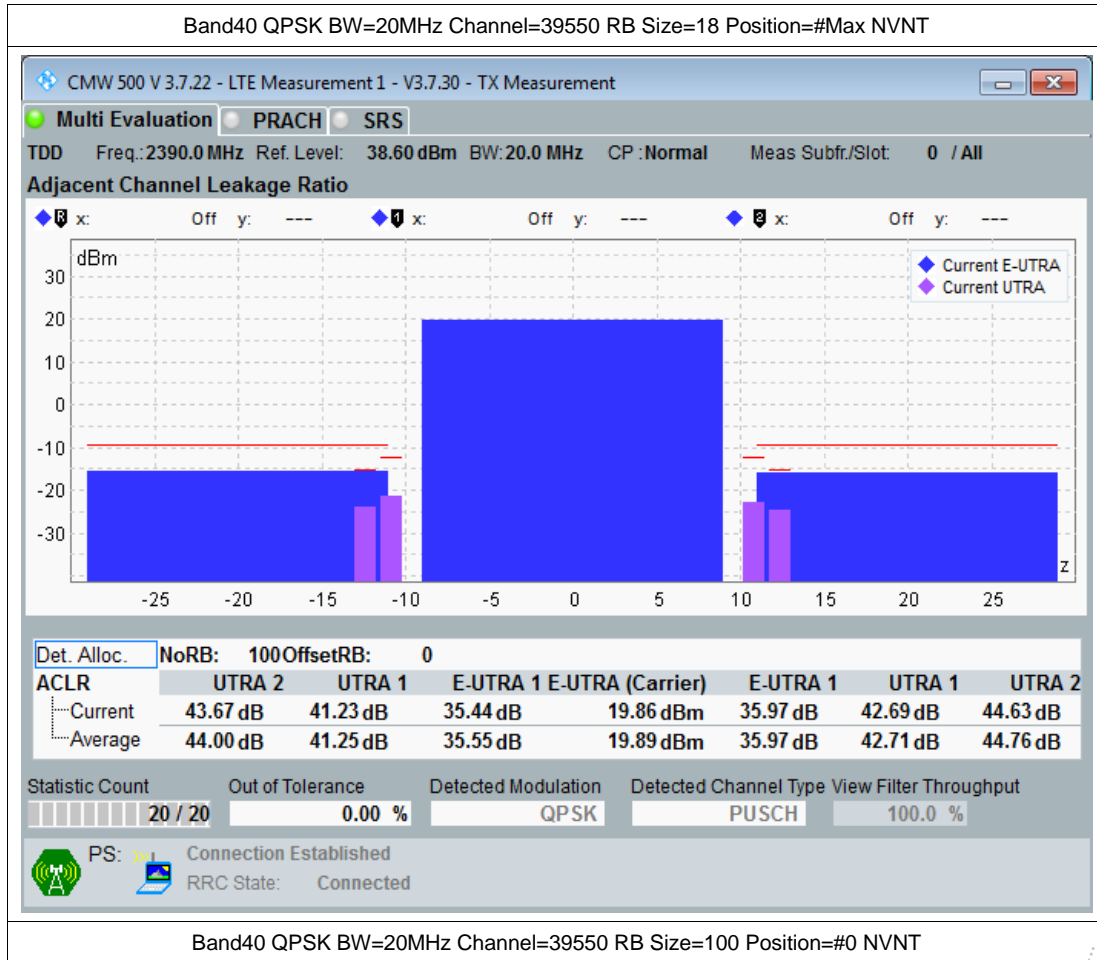 Band40 QPSK BW=20MHz Channel=39550 RB Size=18 Position=#Max NVNT
CMW 500 V 3.7.22 - LTE Measurement 1 - V3.7.30 - TX Measurement
Multi Evaluation PRACH SRS
TDD Freq.:2390.0 MHz Ref. Level: 38.60 dBm BW:20.0 MHz CP :Normal Meas Subfr./Slot: 0 / All
Adjacent Channel Leakage Ratio
R x: Off y: --- 1 x: Off y: --- 2 x: Off y: ---
dBm
Current E-UTRA
Current UTRA
30
20
10
0
-10
-20
-30
z
-25 -20 -15 -10 -5 0 5 10 15 20 25
Det. Alloc. NoRB: 100 OffsetRB: 0
ACLR UTRA 2 UTRA 1 E-UTRA 1 E-UTRA (Carrier) E-UTRA 1 UTRA 1 UTRA 2
Current 43.67 dB 41.23 dB 35.44 dB 19.86 dBm 35.97 dB 42.69 dB 44.63 dB
Average 44.00 dB 41.25 dB 35.55 dB 19.89 dBm 35.97 dB 42.71 dB 44.76 dB
Statistic Count Out of Tolerance Detected Modulation Detected Channel Type View Filter Throughput
20 / 20 0.00 % QPSK PUSCH 100.0 %
PS: Connection Established
RRC State: Connected
Band40 QPSK BW=20MHz Channel=39550 RB Size=100 Position=#0 NVNT